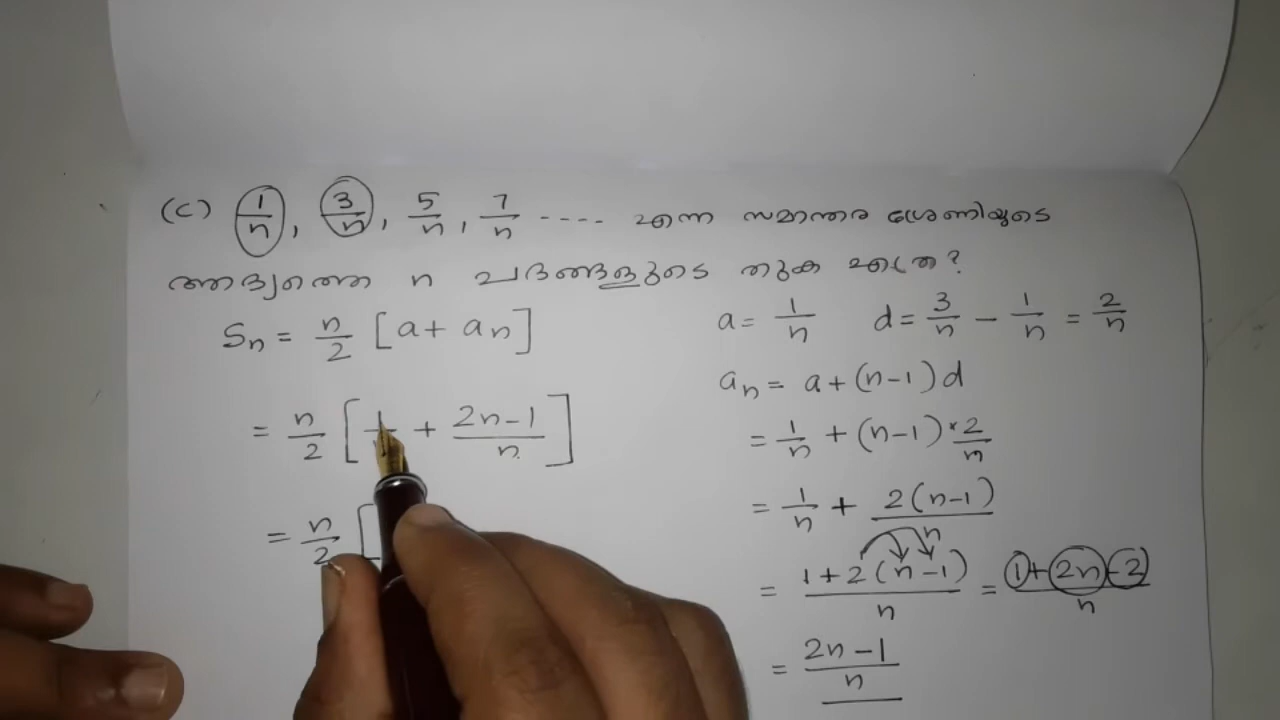 (C) 1/n, 3/n, 5/n, 7/n ---- എന്ന സമാന്തര ശ്രേണിയുടെ
ആദ്യത്തെ n പദങ്ങളുടെ തുക എത്ര?
Sn = n/2 [a + an]
= n/2 [1/ + 2n-1/n]
= n/2 [
a = 1/n d = 3/n - 1/n = 2/n
an = a + (n-1) d
= 1/n + (n-1) × 2/n
= 1/n + 2(n-1)/n
= 1+2(n-1)/n = 1+2n-2/n
= 2n-1/n